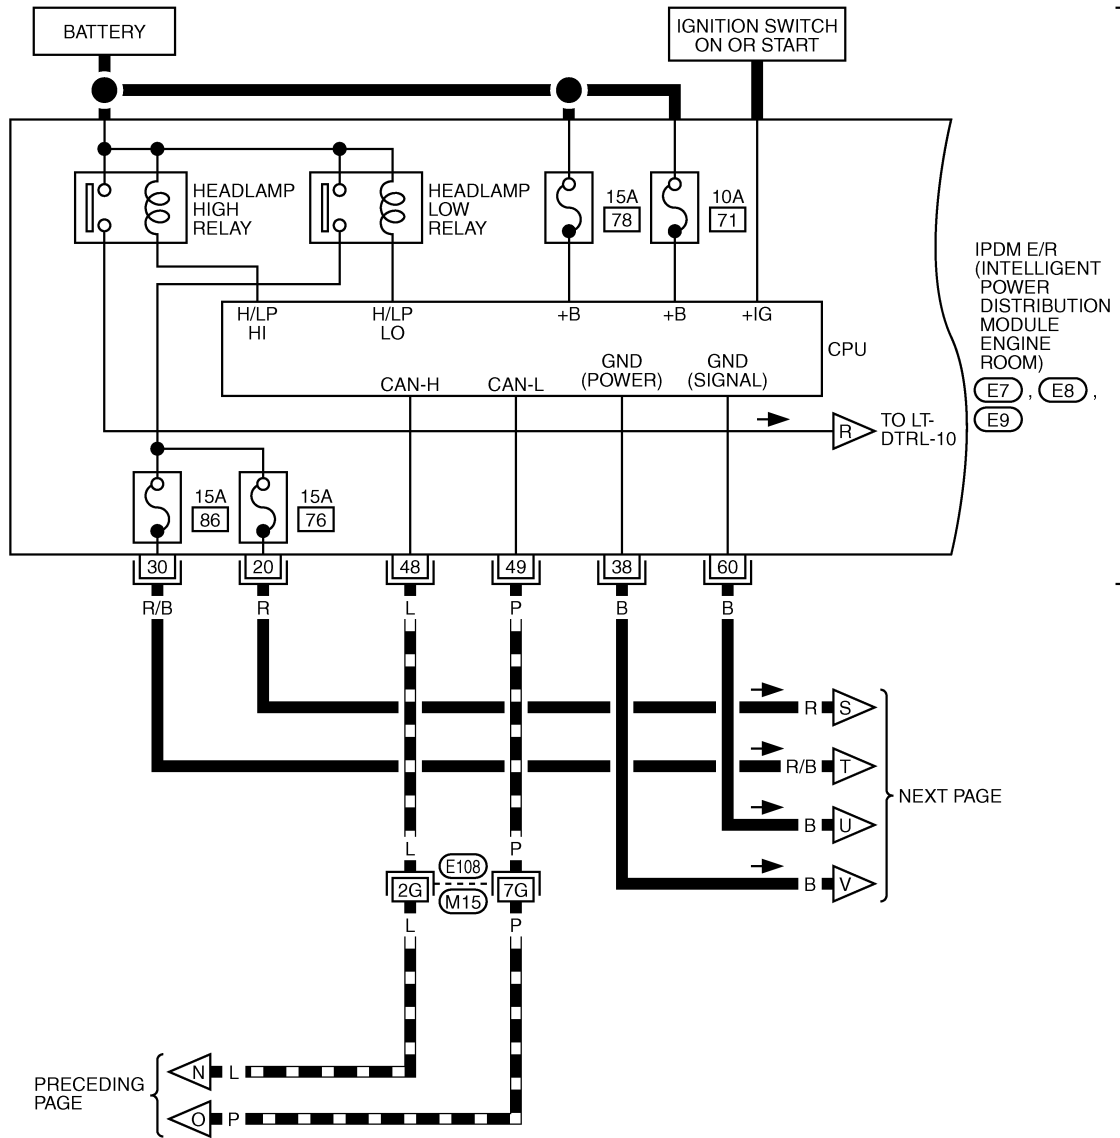 BATTERY
IGNITION SWITCH
ON OR START
HEADLAMP
HIGH
RELAY
HEADLAMP
LOW
RELAY
15A
78
10A
71
IPDM E/R
(INTELLIGENT
POWER
DISTRIBUTION
MODULE
ENGINE
ROOM)
E7 , E8 ,
E9
H/LP
HI
H/LP
LO
+B
+B
+IG
CPU
CAN-H
CAN-L
GND
(POWER)
GND
(SIGNAL)
R
TO LT-
DTRL-10
15A
86
15A
76
30
20
48
49
38
60
R/B
R
L
P
B
B
R
S
R/B
T
B
U
B
V
NEXT PAGE
L
P
2G
E108
M15
7G
L
P
PRECEDING
PAGE
N
L
O
P